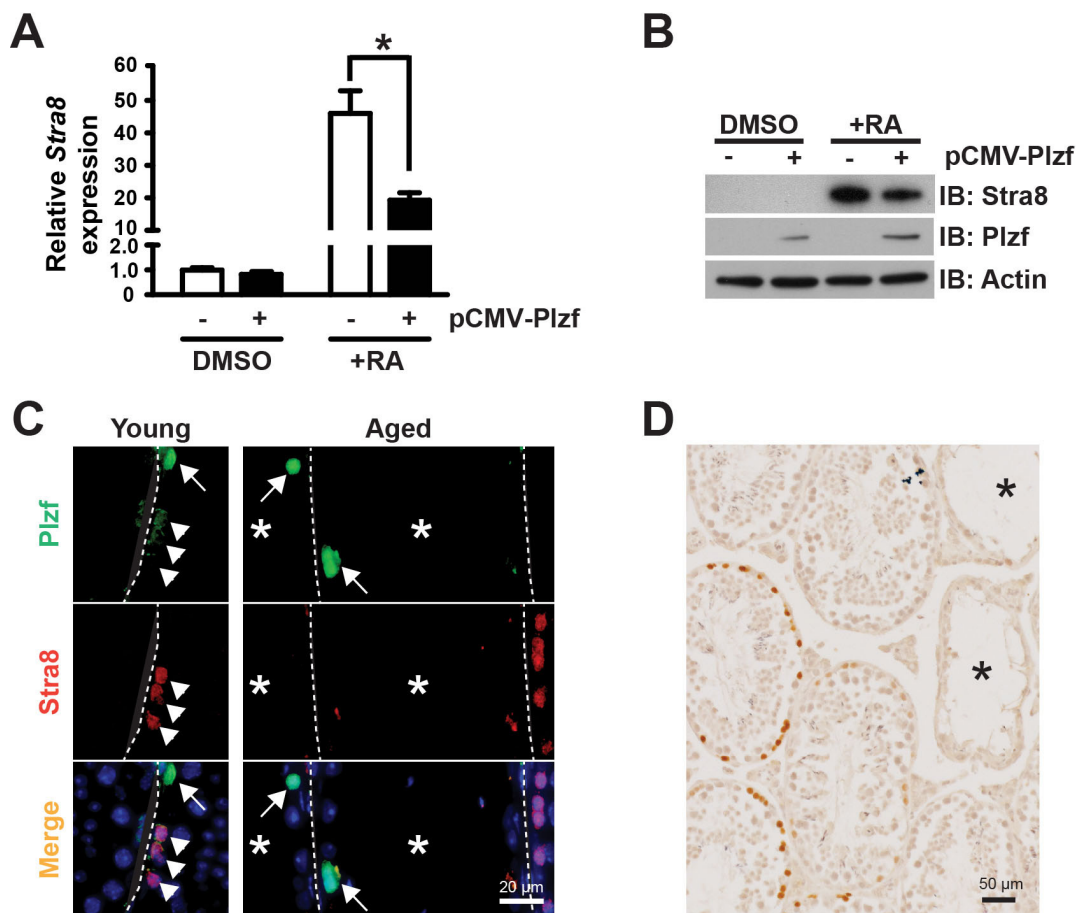 A
Relative Stra8
expression
60
50
40
30
20
10
2.0
1.0
0
*
- + - + pCMV-Plzf
DMSO +RA
B
DMSO +RA
- + - + pCMV-Plzf
IB: Stra8
IB: Plzf
IB: Actin
C
Young Aged
Plzf
* *
Stra8
* *
Merge
* *
20 µm
D
*
*
50 µm